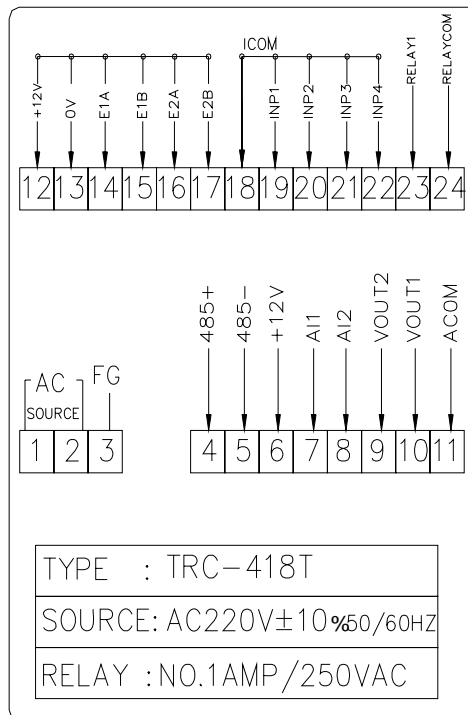 ICOM
+12V
0V
E1A
E1B
E2A
E2B
INP1
INP2
INP3
INP4
RELAY1
RELAYCOM
12 13 14 15 16 17 18 19 20 21 22 23 24
485+
485-
+12V
AI1
AI2
VOUT2
VOUT1
ACOM
AC
SOURCE
FG
1 2 3 4 5 6 7 8 9 10 11
TYPE : TRC-418T
SOURCE: AC220V±10%50/60HZ
RELAY :NO.1AMP/250VAC